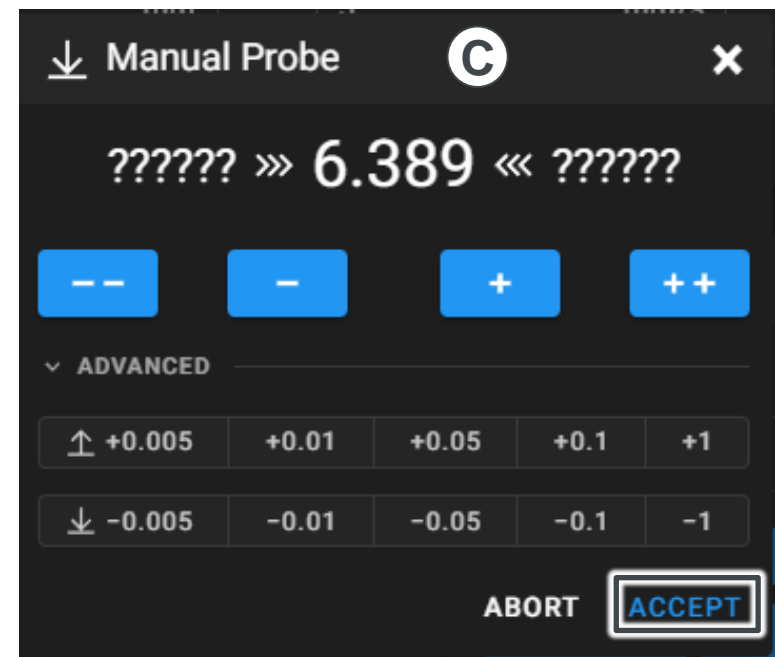 Manual Probe C ×
?????? >>> 6.389 <<< ??????
−− − + ++
ADVANCED
+0.005 +0.01 +0.05 +0.1 +1
−0.005 −0.01 −0.05 −0.1 −1
ABORT ACCEPT